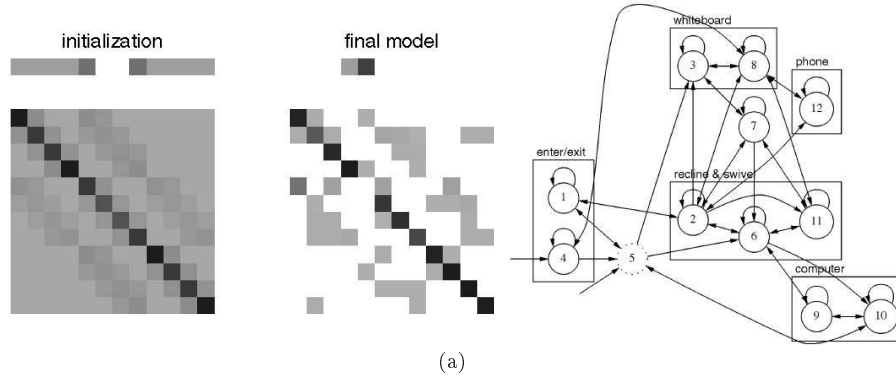 initialization
final model
whiteboard
3
8
phone
12
7
enter/exit
1
recline & swivel
2
11
6
4
5
computer
9
10
(a)